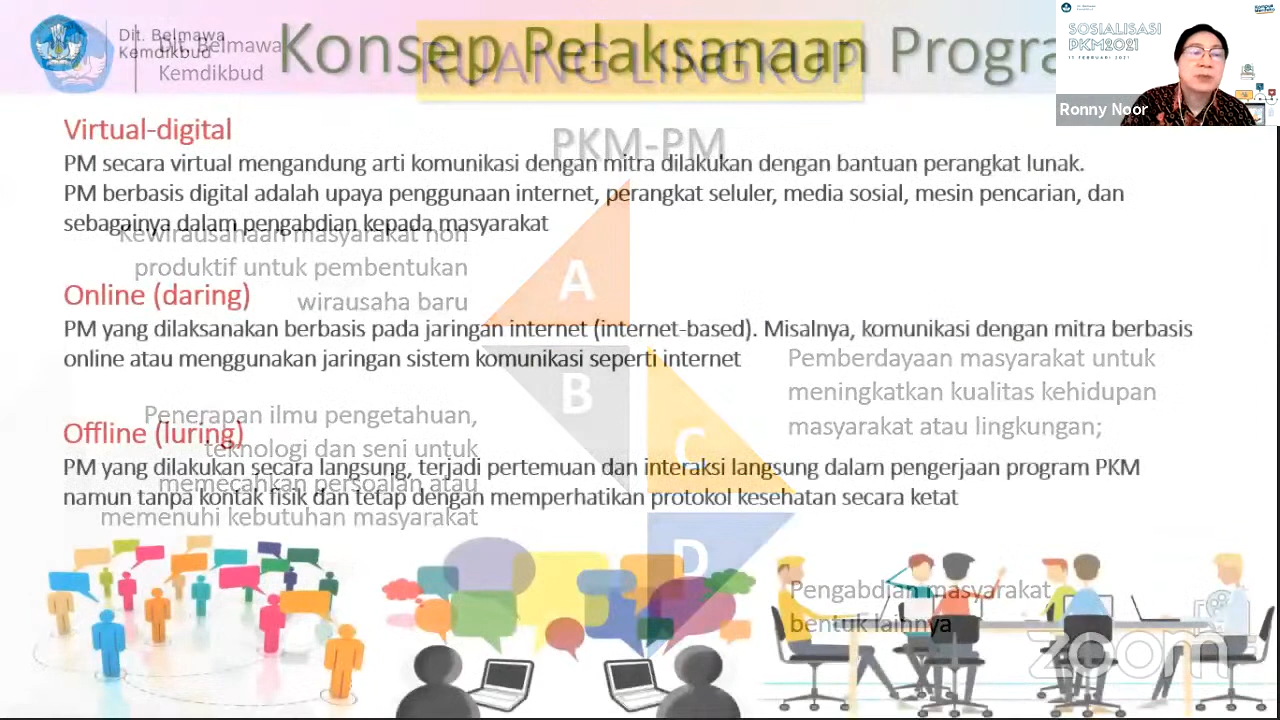 Dit. Belmawa
Kemdikbud
Dit. Belmawa
Kemdikbud
Konsep Pelaksanaan Progra
RUANG LINGKUP
PKM-PM
Virtual-digital
PM secara virtual mengandung arti komunikasi dengan mitra dilakukan dengan bantuan perangkat lunak.
PM berbasis digital adalah upaya penggunaan internet, perangkat seluler, media sosial, mesin pencarian, dan
sebagainya dalam pengabdian kepada masyarakat
Kewirausahaan masyarakat non
produktif untuk pembentukan
wirausaha baru
A
Online (daring)
PM yang dilaksanakan berbasis pada jaringan internet (internet-based). Misalnya, komunikasi dengan mitra berbasis
online atau menggunakan jaringan sistem komunikasi seperti internet
B
Pemberdayaan masyarakat untuk
meningkatkan kualitas kehidupan
masyarakat atau lingkungan;
C
Offline (luring)
PM yang dilakukan secara langsung, terjadi pertemuan dan interaksi langsung dalam pengerjaan program PKM
namun tanpa kontak fisik dan tetap dengan memperhatikan protokol kesehatan secara ketat
Penerapan ilmu pengetahuan,
teknologi dan seni untuk
memecahkan persoalan atau
memenuhi kebutuhan masyarakat
D
Pengabdian masyarakat
bentuk lainnya
zoom
SOSIALISASI
PKM2021
Ronny Noor